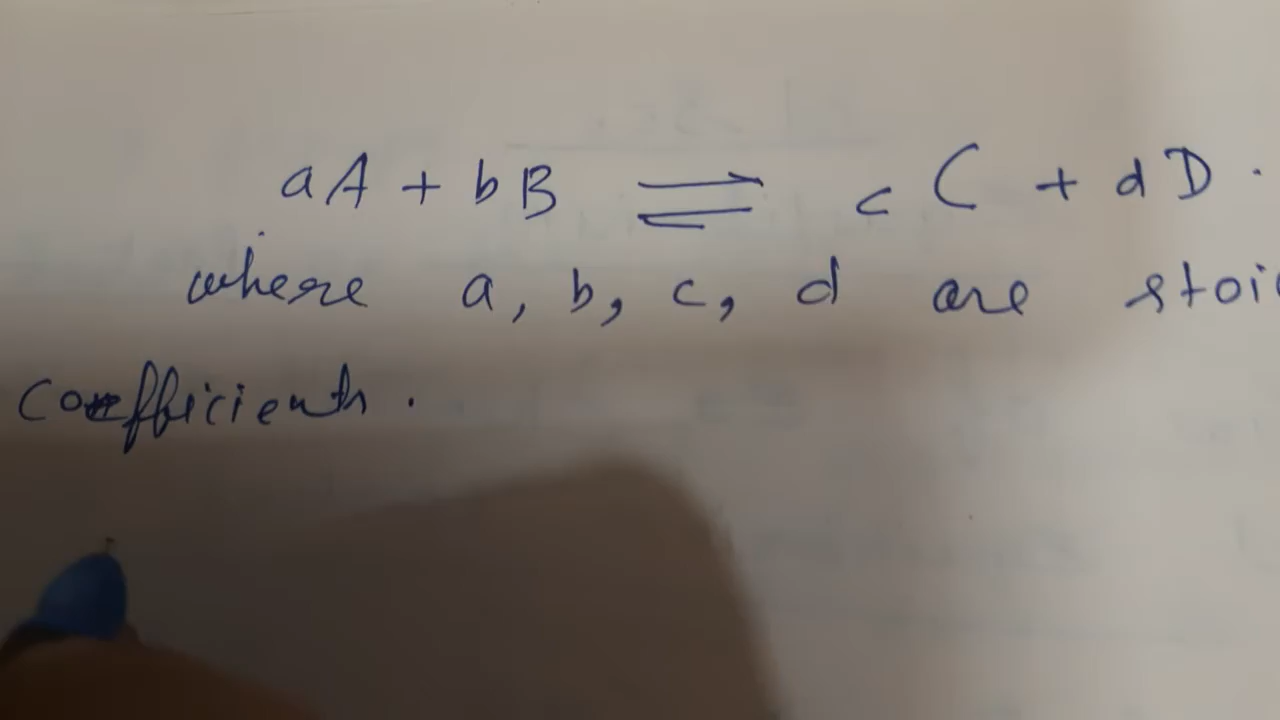 aA + bB ⇌ cC + dD.
where a, b, c, d are stoi
coefficients.